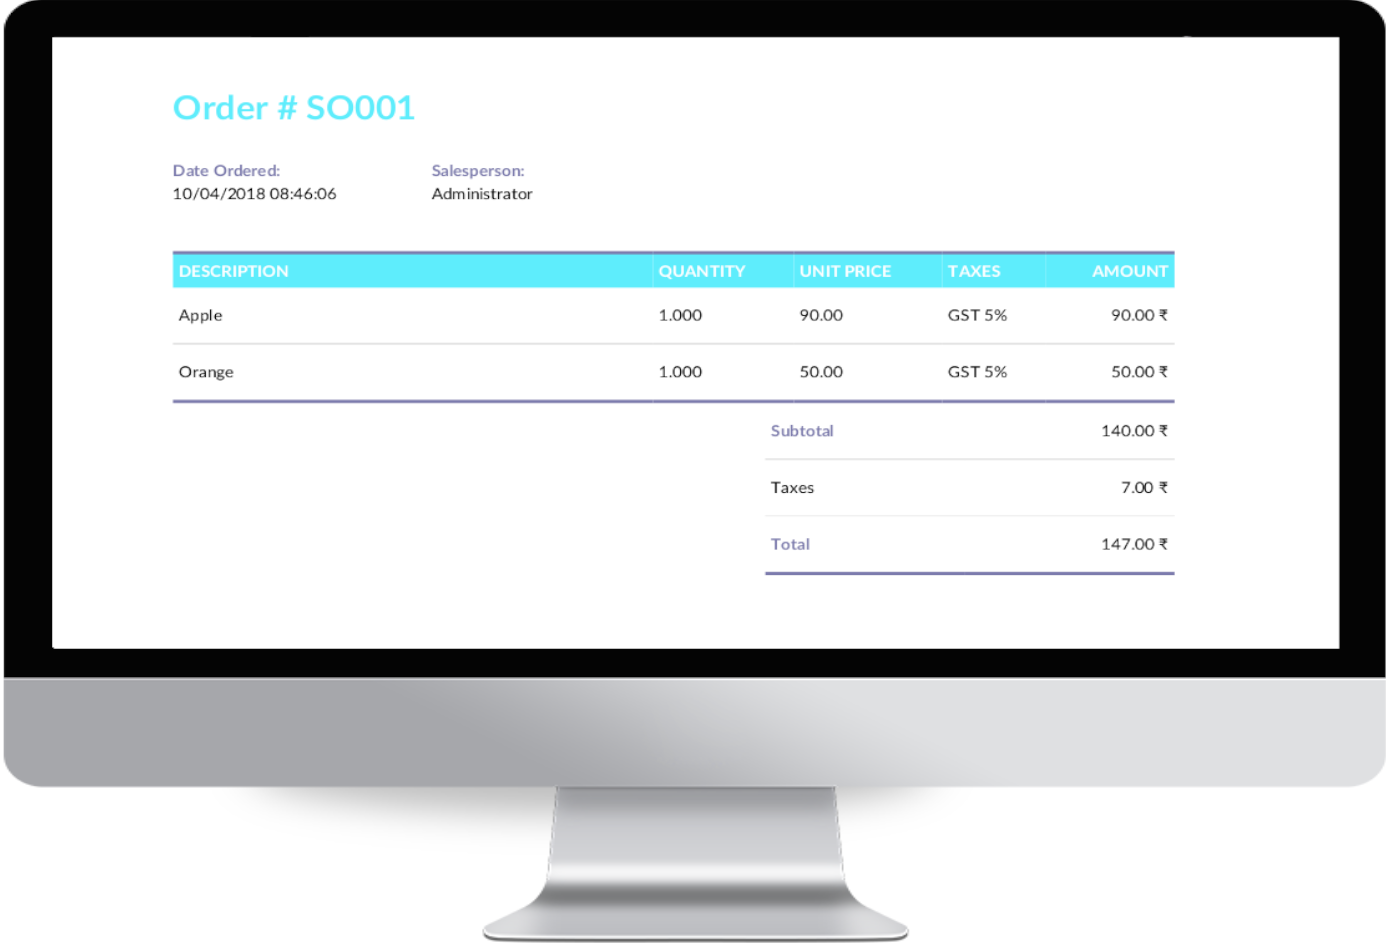 Order # SO001
Date Ordered: Salesperson:
10/04/2018 08:46:06 Administrator
DESCRIPTION QUANTITY UNIT PRICE TAXES AMOUNT
Apple 1.000 90.00 GST 5% 90.00 ₹
Orange 1.000 50.00 GST 5% 50.00 ₹
Subtotal 140.00 ₹
Taxes 7.00 ₹
Total 147.00 ₹